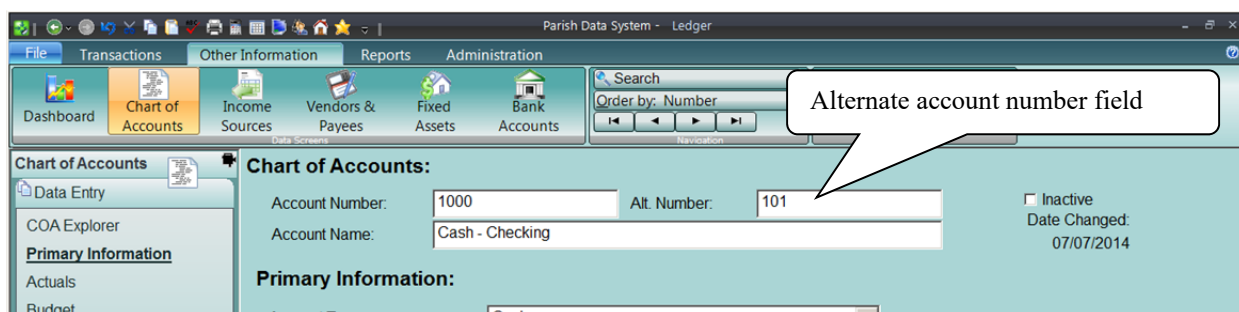 Parish Data System - Ledger
File Transactions Other Information Reports Administration
Dashboard
Chart of Accounts
Income Sources
Vendors & Payees
Fixed Assets
Bank Accounts
Data Screens
Search
Order by: Number
Navigation
Alternate account number field
Chart of Accounts
Data Entry
COA Explorer
Primary Information
Actuals
Budget
Chart of Accounts:
Account Number: 1000 Alt. Number: 101
Account Name: Cash - Checking
Inactive
Date Changed:
07/07/2014
Primary Information: